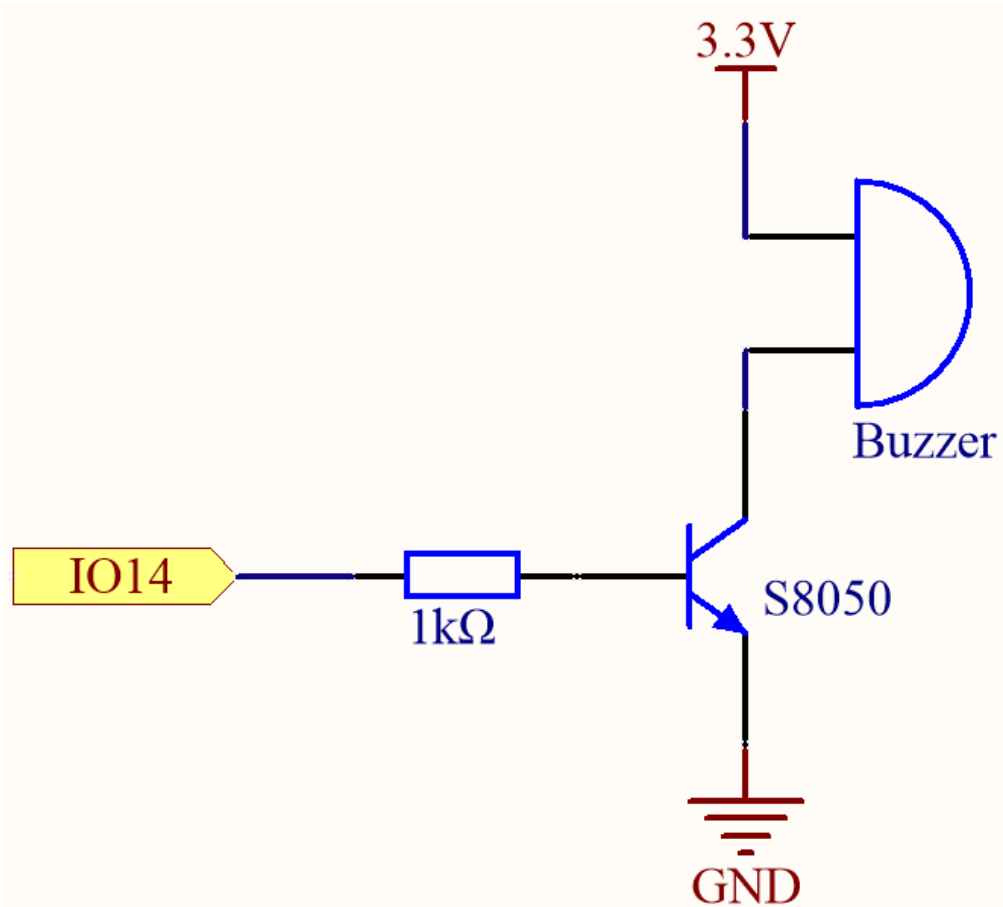 3.3V
Buzzer
IO14
1kΩ
S8050
GND